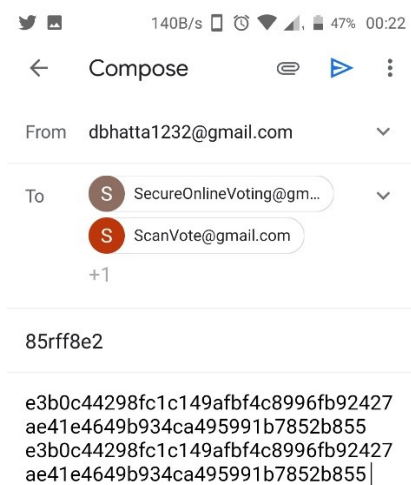 140B/s 47% 00:22
Compose
From dbhatta1232@gmail.com
To S SecureOnlineVoting@gm...
S ScanVote@gmail.com
+1
85rff8e2
e3b0c44298fc1c149afbf4c8996fb92427
ae41e4649b934ca495991b7852b855
e3b0c44298fc1c149afbf4c8996fb92427
ae41e4649b934ca495991b7852b855